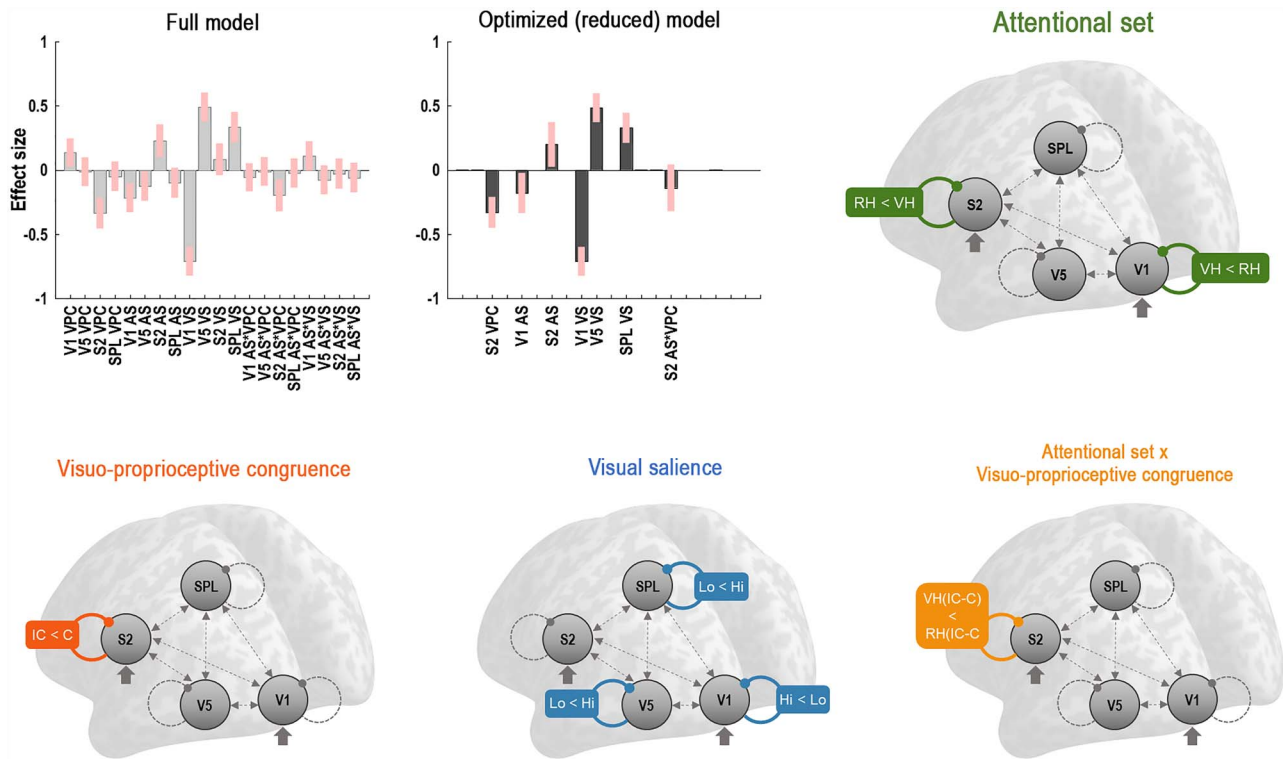 Full model
Effect size
1
0.5
0
-0.5
-1
V1 VPC
V5 VPC
S2 VPC
SPL VPC
V1 AS
V5 AS
S2 AS
SPL AS
V1 VS
V5 VS
S2 VS
SPL VS
V1 AS*VPC
V5 AS*VPC
S2 AS*VPC
SPL AS*VPC
V1 AS*VS
V5 AS*VS
S2 AS*VS
SPL AS*VS
Optimized (reduced) model
1
0.5
0
-0.5
-1
S2 VPC
V1 AS
S2 AS
V1 VS
V5 VS
SPL VS
S2 AS*VPC
Attentional set
SPL
RH < VH
S2
V5
V1
VH < RH
Visuo-proprioceptive congruence
SPL
IC < C
S2
V5
V1
Visual salience
SPL
Lo < Hi
S2
Lo < Hi
V5
V1
Hi < Lo
Attentional set x
Visuo-proprioceptive congruence
SPL
VH(IC-C)
<
RH(IC-C
S2
V5
V1